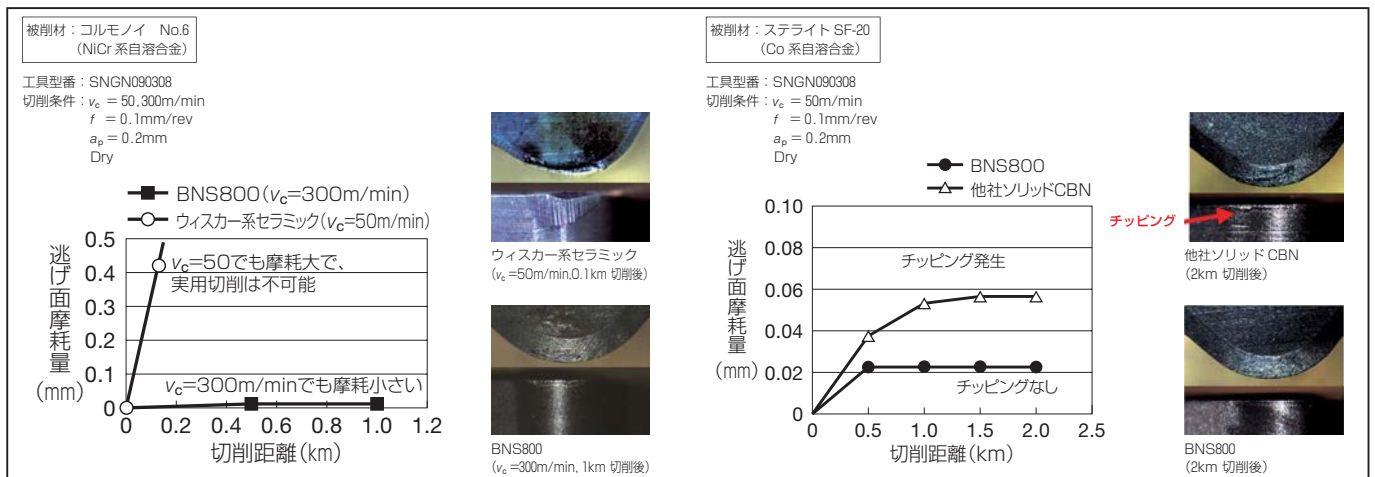 被削材：コルモノイ　No.6
（NiCr 系自溶合金）
工具型番：SNGN090308
切削条件：vc = 50,300m/min
f = 0.1mm/rev
ap = 0.2mm
Dry
BNS800（vc=300m/min）
ウィスカー系セラミック（vc=50m/min）
逃げ面摩耗量（mm）
0.5
0.4
0.3
0.2
0.1
0
vc=50でも摩耗大で、
実用切削は不可能
vc=300m/minでも摩耗小さい
0 0.2 0.4 0.6 0.8 1.0 1.2
切削距離（km）
ウィスカー系セラミック
（vc =50m/min,0.1km 切削後）
BNS800
（vc =300m/min, 1km 切削後）
被削材：ステライト SF-20
（Co 系自溶合金）
工具型番：SNGN090308
切削条件：vc = 50m/min
f = 0.1mm/rev
ap = 0.2mm
Dry
BNS800
他社ソリッドCBN
逃げ面摩耗量（mm）
0.10
0.08
0.06
0.04
0.02
0
チッピング発生
チッピングなし
0 0.5 1.0 1.5 2.0 2.5
切削距離（km）
チッピング
他社ソリッド CBN
（2km 切削後）
BNS800
（2km 切削後）